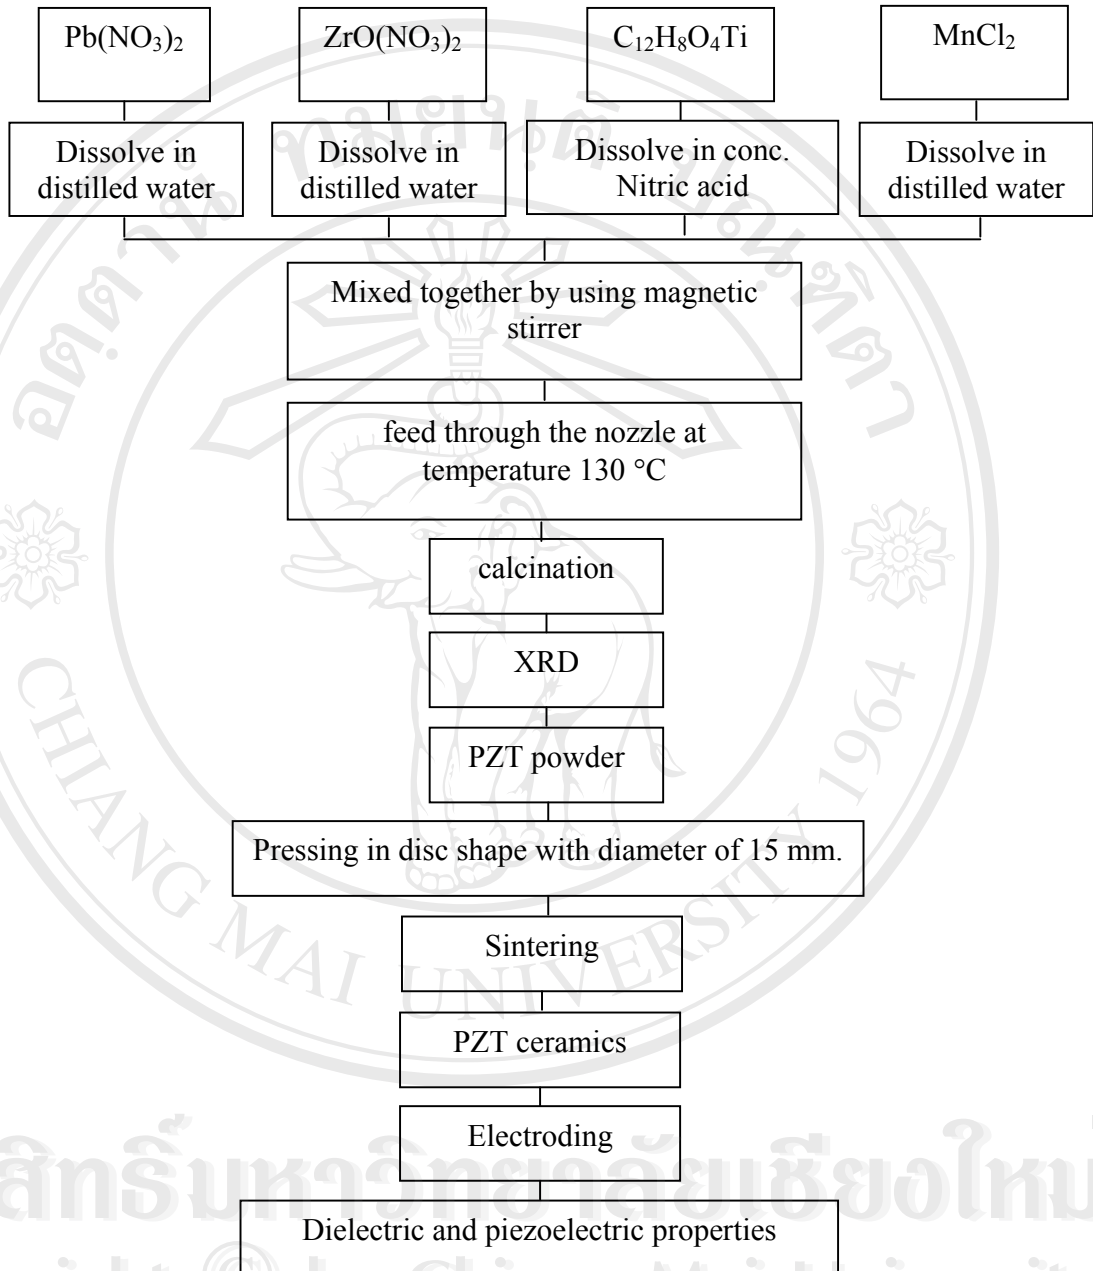 Pb(NO₃)₂
ZrO(NO₃)₂
C₁₂H₈O₄Ti
MnCl₂
Dissolve in
distilled water
Dissolve in
distilled water
Dissolve in conc.
Nitric acid
Dissolve in
distilled water
Mixed together by using magnetic
stirrer
feed through the nozzle at
temperature 130 °C
calcination
XRD
PZT powder
Pressing in disc shape with diameter of 15 mm.
Sintering
PZT ceramics
Electroding
Dielectric and piezoelectric properties
CHIANG MAI UNIVERSITY 1964